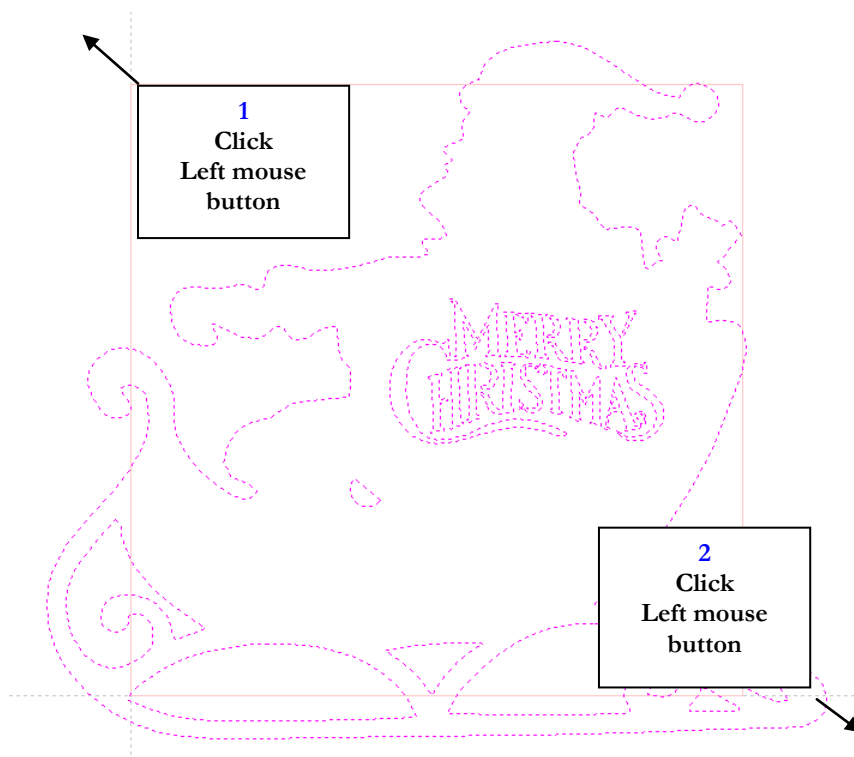 1
Click
Left mouse
button
MERRY
CHRISTMAS
2
Click
Left mouse
button